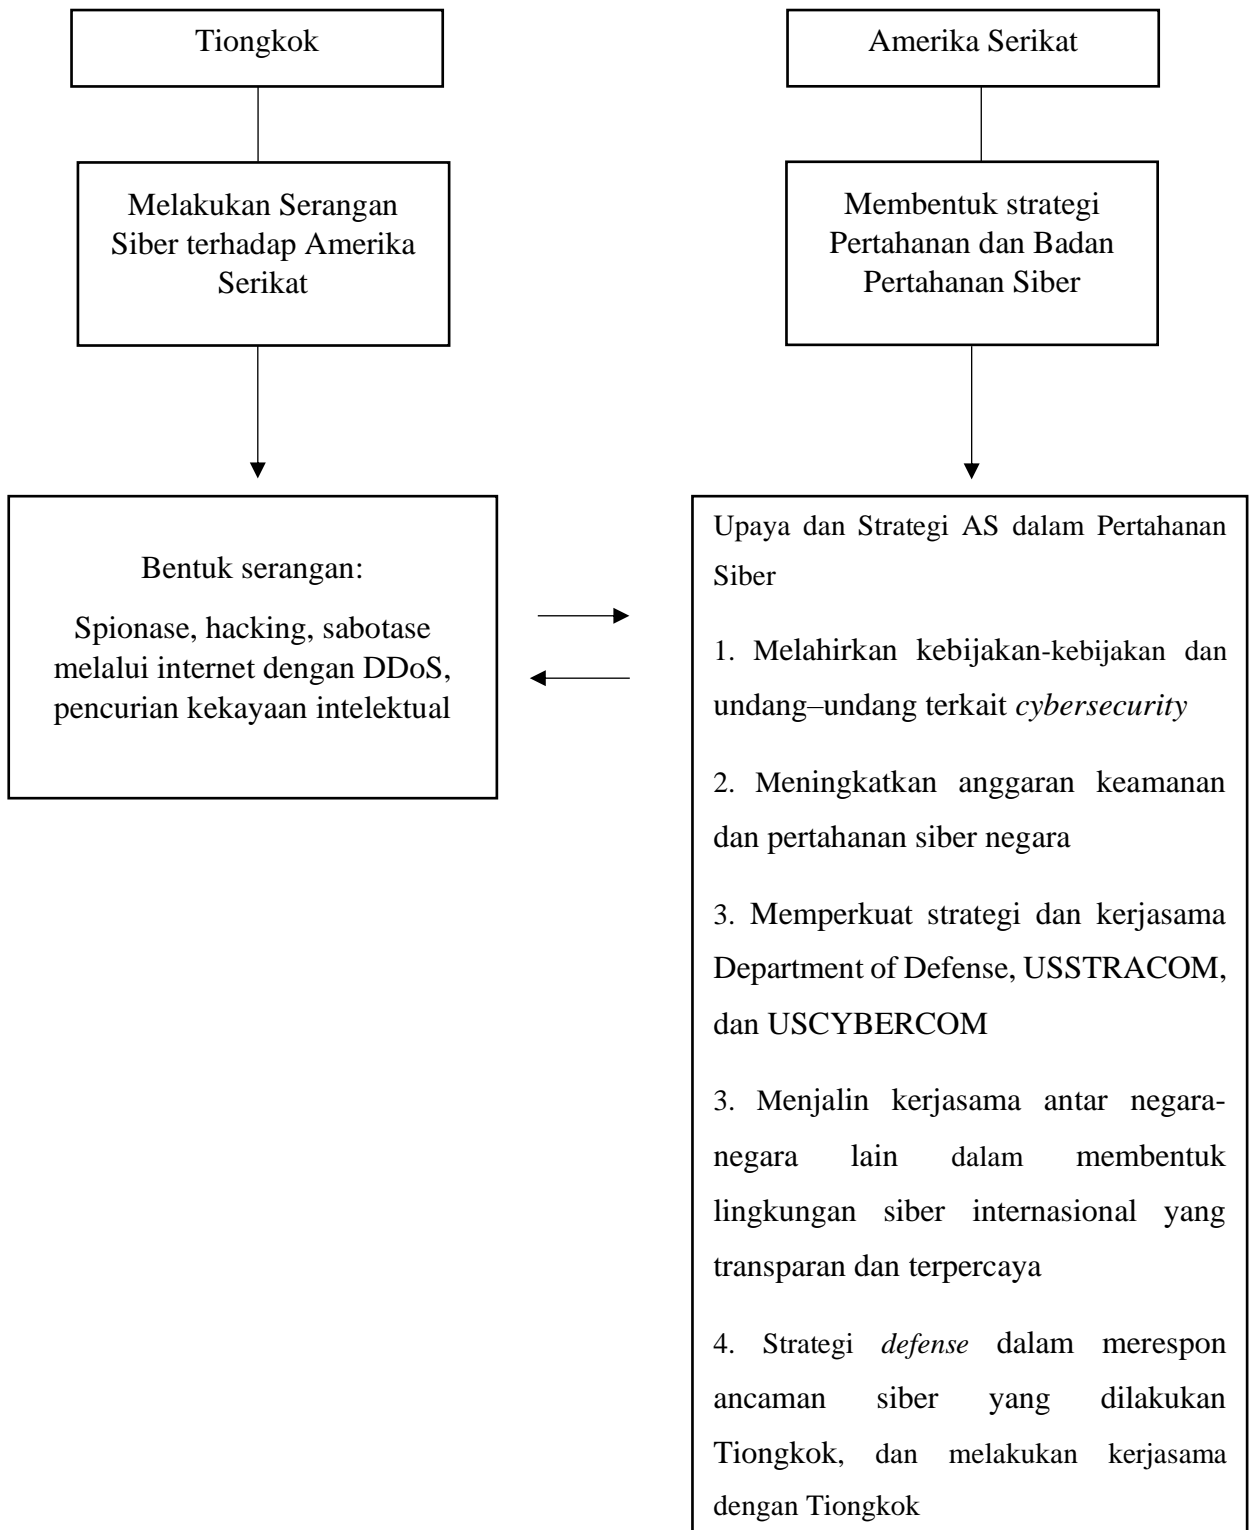 Tiongkok
Amerika Serikat
Melakukan Serangan
Siber terhadap Amerika
Serikat
Membentuk strategi
Pertahanan dan Badan
Pertahanan Siber
Bentuk serangan:
Spionase, hacking, sabotase
melalui internet dengan DDoS,
pencurian kekayaan intelektual
Upaya dan Strategi AS dalam Pertahanan
Siber
1. Melahirkan kebijakan-kebijakan dan
undang–undang terkait cybersecurity
2. Meningkatkan anggaran keamanan
dan pertahanan siber negara
3. Memperkuat strategi dan kerjasama
Department of Defense, USSTRACOM,
dan USCYBERCOM
3. Menjalin kerjasama antar negara-
negara lain dalam membentuk
lingkungan siber internasional yang
transparan dan terpercaya
4. Strategi defense dalam merespon
ancaman siber yang dilakukan
Tiongkok, dan melakukan kerjasama
dengan Tiongkok